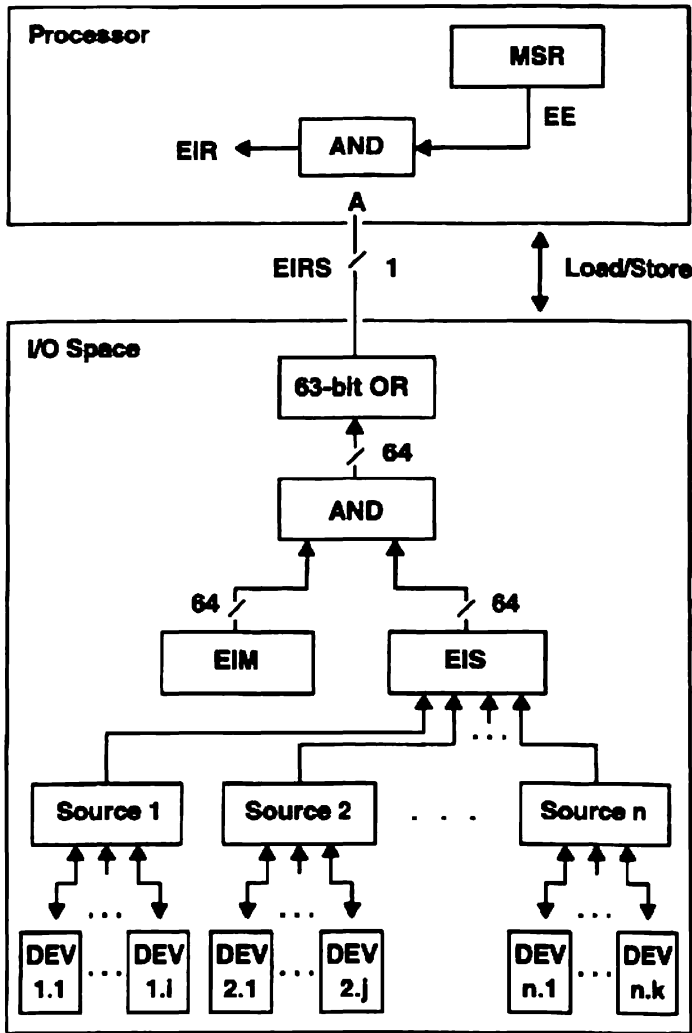 Processor
MSR
EE
EIR
AND
A
EIRS
1
Load/Store
I/O Space
63-bit OR
64
AND
64
64
EIM
EIS
...
Source 1
Source 2
. . . .
Source n
... ... ...
DEV 1.1
...
DEV 1.i
DEV 2.1
...
DEV 2.j
DEV n.1
...
DEV n.k